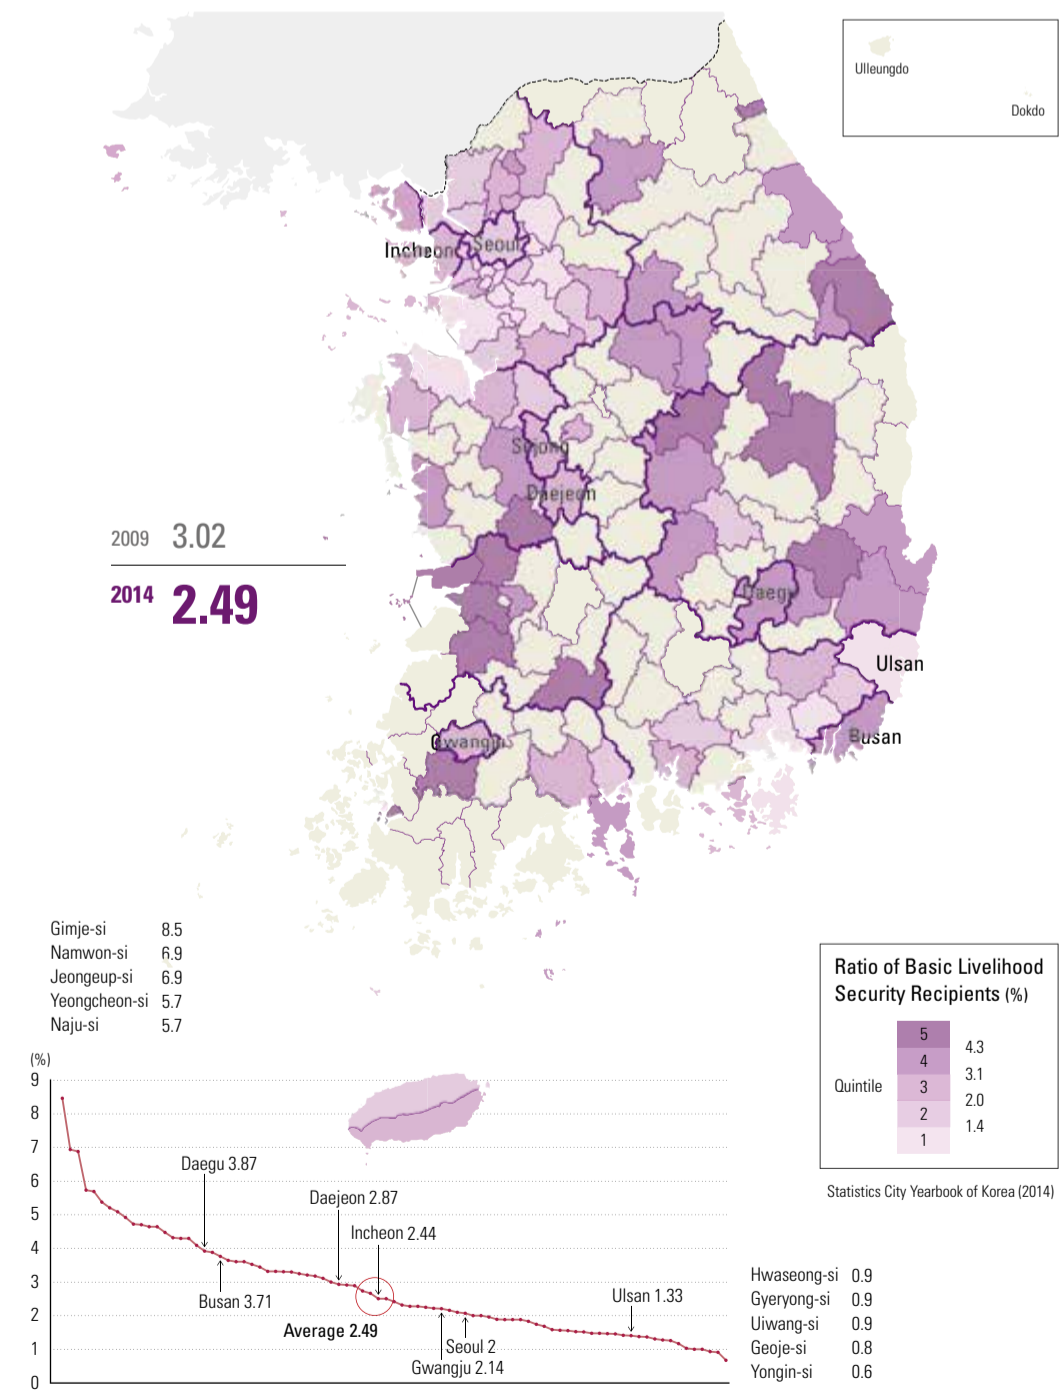 Ulleungdo
Dokdo
Incheon
Seoul
Sejong
Daejeon
2009 3.02
2014 2.49
Daegu
Ulsan
Gwangju
Busan
Gimje-si 8.5
Namwon-si 6.9
Jeongeup-si 6.9
Yeongcheon-si 5.7
Naju-si 5.7
Ratio of Basic Livelihood
Security Recipients (%)
Quintile
5
4
3
2
1
4.3
3.1
2.0
1.4
Statistics City Yearbook of Korea (2014)
(%)
9
8
7
6
5
4
3
2
1
0
Daegu 3.87
Daejeon 2.87
Incheon 2.44
Busan 3.71
Average 2.49
Ulsan 1.33
Seoul 2
Gwangju 2.14
Hwaseong-si 0.9
Gyeryong-si 0.9
Uiwang-si 0.9
Geoje-si 0.8
Yongin-si 0.6